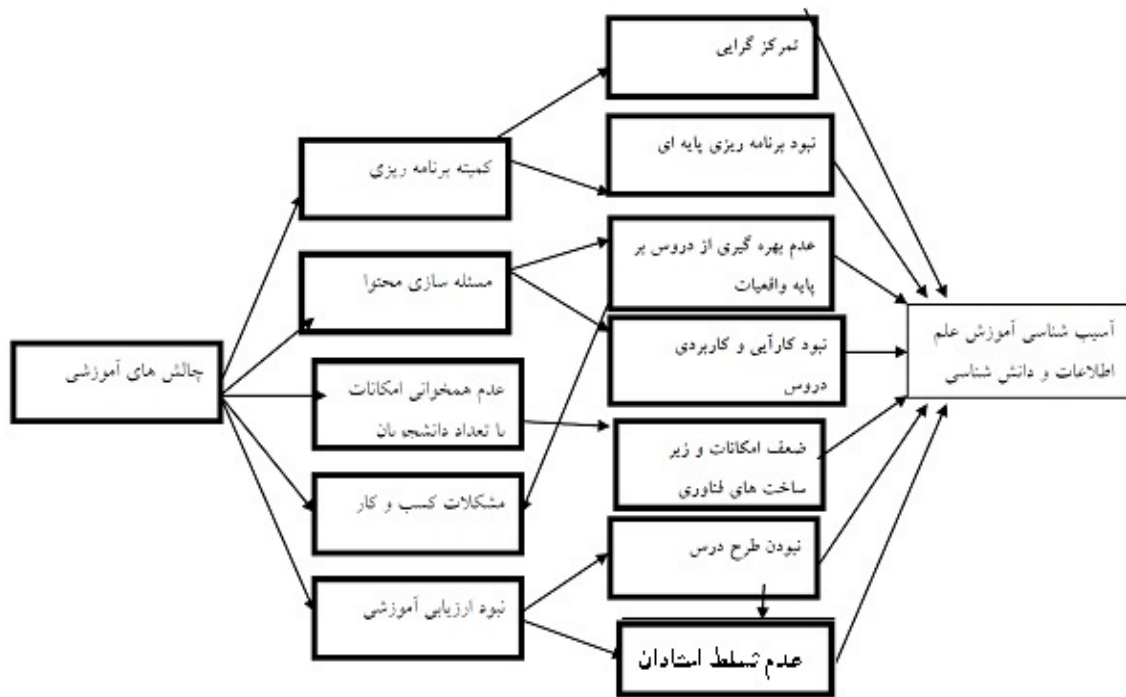 تمرکز گرایی
نبود برنامه ریزی پایه ای
کمیته برنامه ریزی
عدم بهره گیری از دروس بر
پایه واقعیات
مسئله سازی محتوا
آسیب شناسی آموزش علم
اطلاعات و دانش شناسی
نبود کارآیی و کاربردی
دروس
چالش های آموزشی
عدم همخوانی امکانات
با تعداد دانشجویان
ضعف امکانات و زیر
ساخت های فناوری
مشکلات کسب و کار
نبودن طرح درس
نبود ارزیابی آموزشی
عدم تسلط استادان